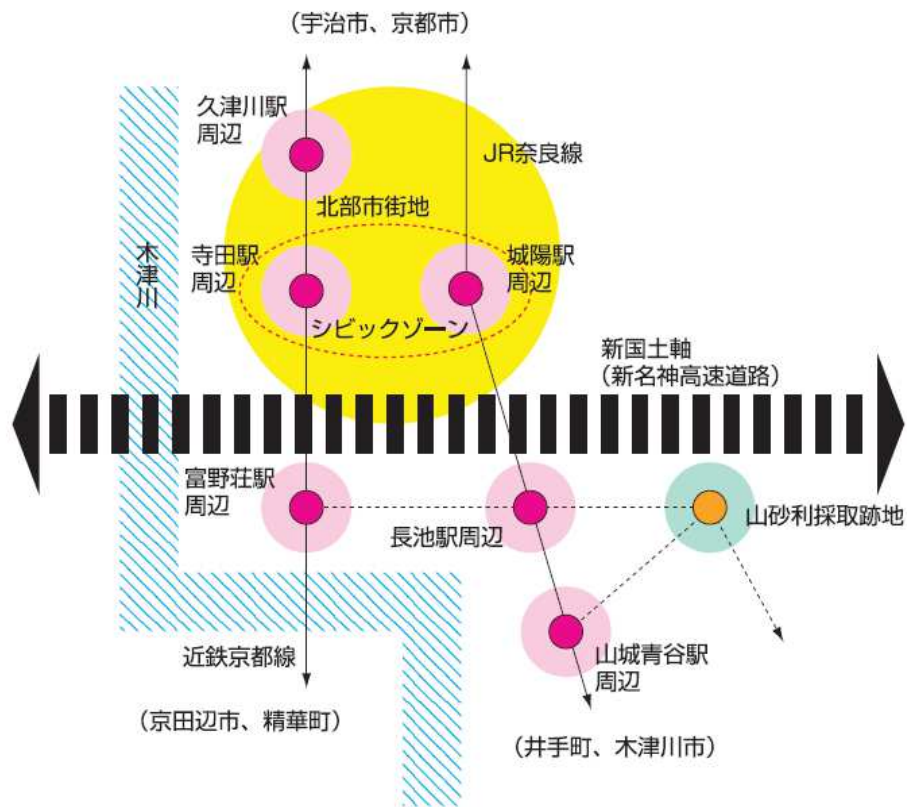 （宇治市、京都市）
久津川駅
周辺
JR奈良線
北部市街地
木津川
寺田駅
周辺
城陽駅
周辺
シビックゾーン
新国土軸
（新名神高速道路）
富野荘駅
周辺
長池駅周辺
山砂利採取跡地
近鉄京都線
山城青谷駅
周辺
（京田辺市、精華町）
（井手町、木津川市）